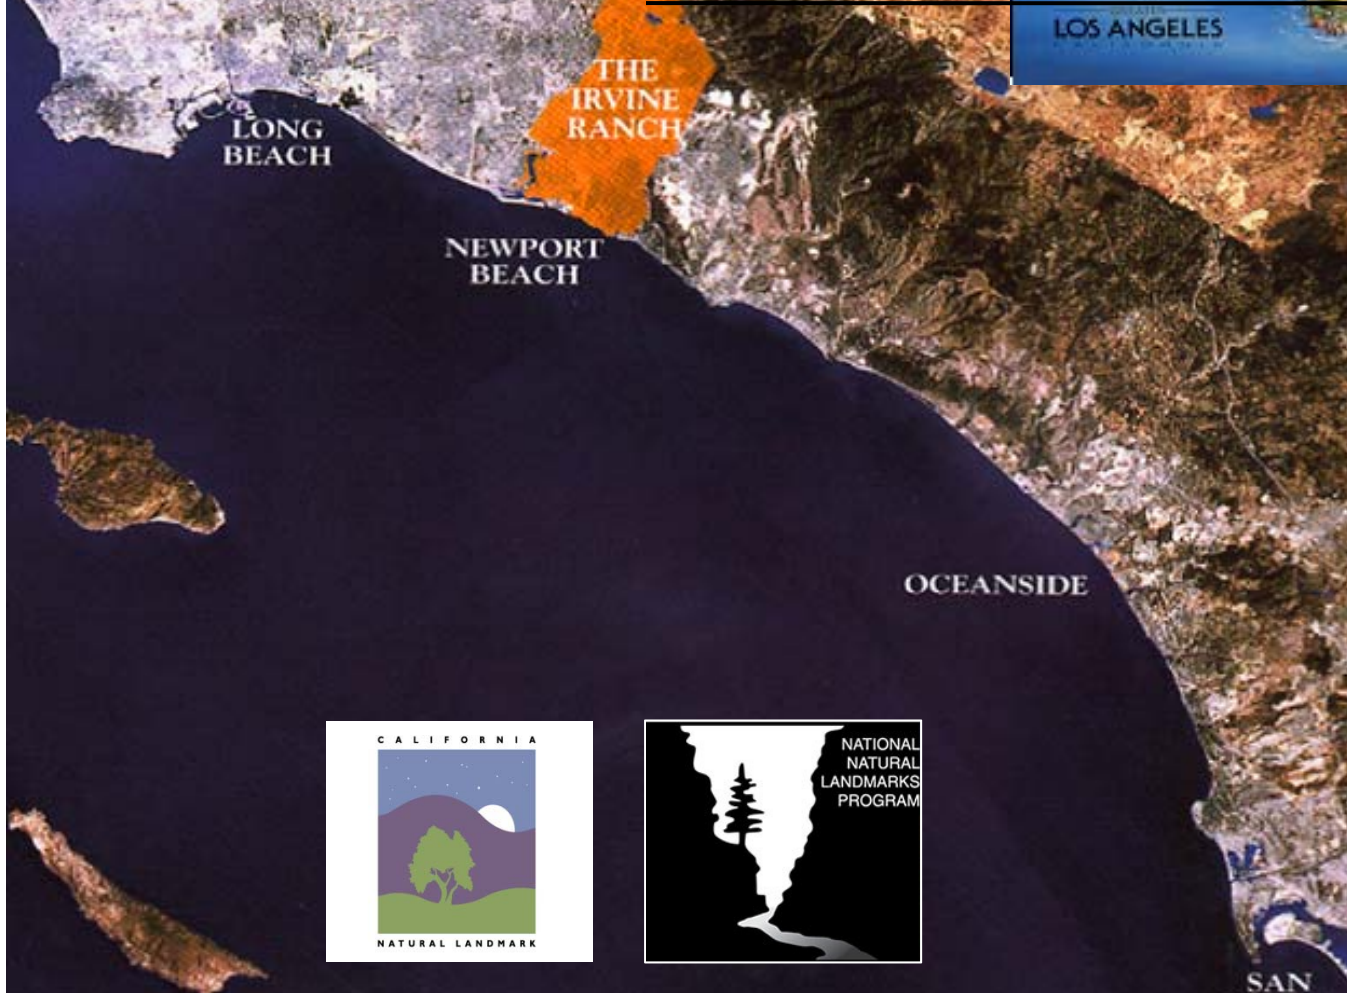 LOS ANGELES
THE
IRVINE
RANCH
LONG
BEACH
NEWPORT
BEACH
OCEANSIDE
CALIFORNIA
NATURAL LANDMARK
NATIONAL
NATURAL
LANDMARKS
PROGRAM
SAN